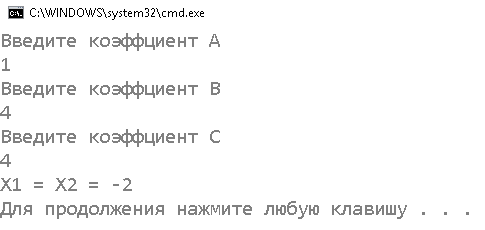 C:\WINDOWS\system32\cmd.exe
Введите коэффциент A
1
Введите коэффциент B
4
Введите коэффциент C
4
X1 = X2 = -2
Для продолжения нажмите любую клавишу . . .